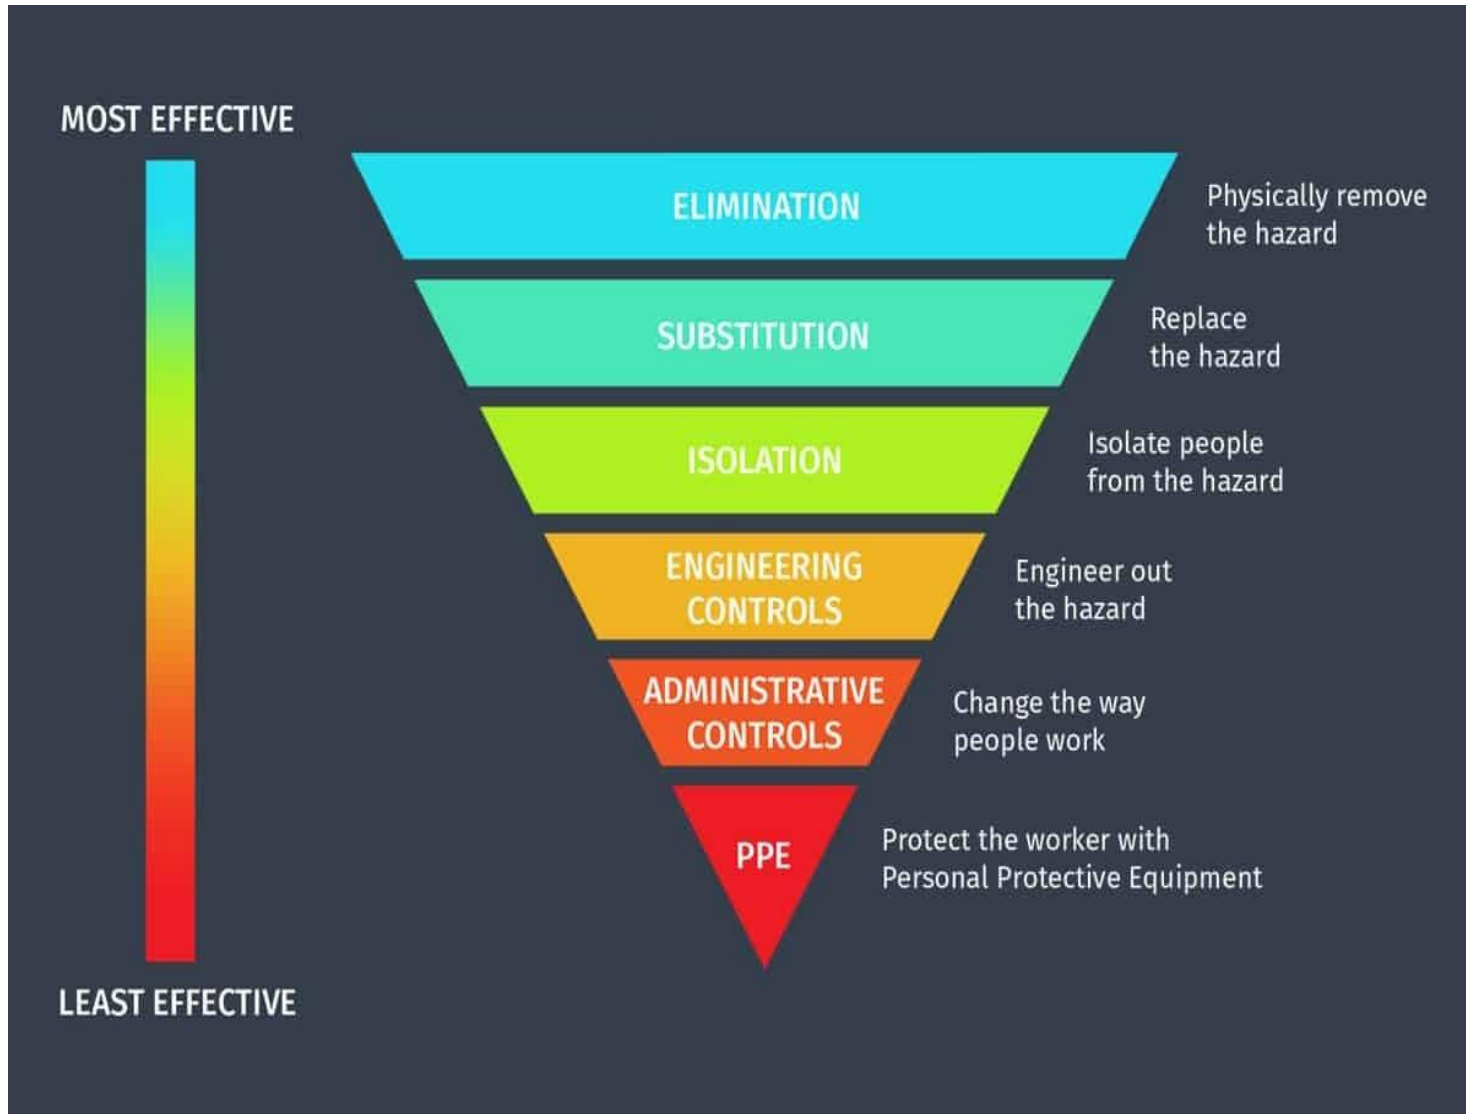 MOST EFFECTIVE
ELIMINATION
Physically remove
the hazard
SUBSTITUTION
Replace
the hazard
ISOLATION
Isolate people
from the hazard
ENGINEERING
CONTROLS
Engineer out
the hazard
ADMINISTRATIVE
CONTROLS
Change the way
people work
PPE
Protect the worker with
Personal Protective Equipment
LEAST EFFECTIVE